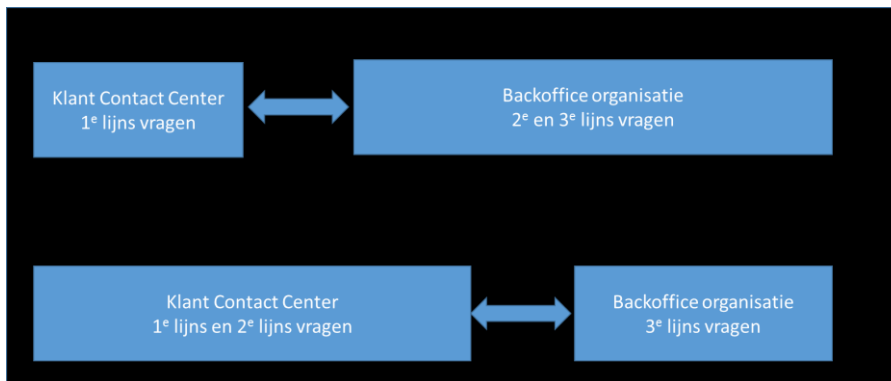 Klant Contact Center
1e lijns vragen
Backoffice organisatie
2e en 3e lijns vragen
Klant Contact Center
1e lijns en 2e lijns vragen
Backoffice organisatie
3e lijns vragen